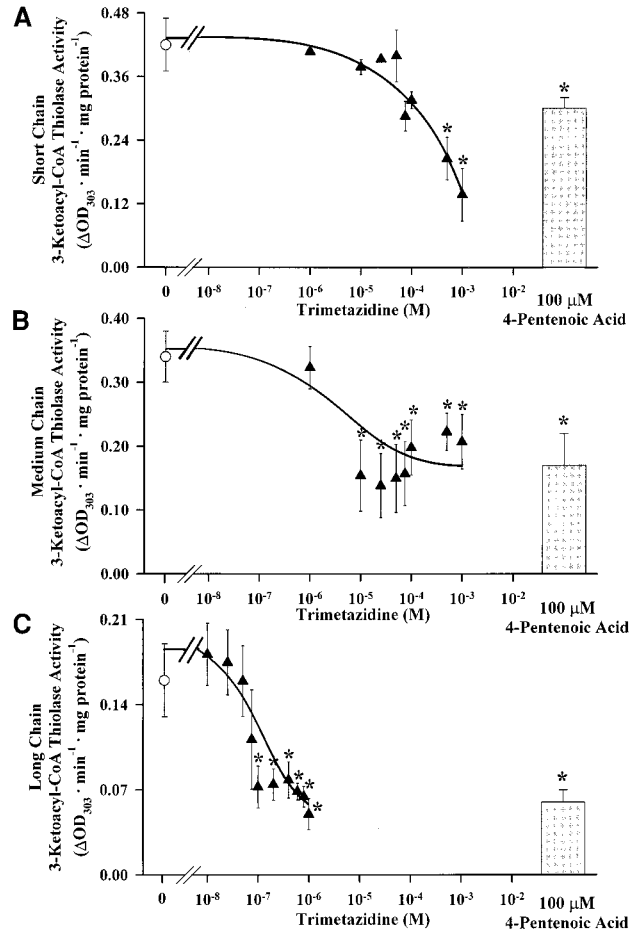 A
Short Chain
3-Ketoacyl-CoA Thiolase Activity
(ΔOD303 · min-1 · mg protein-1)
0.48
0.36
0.24
0.12
0.00
*
*
*
0 10-8 10-7 10-6 10-5 10-4 10-3 10-2
Trimetazidine (M)
100 µM
4-Pentenoic Acid
B
Medium Chain
3-Ketoacyl-CoA Thiolase Activity
(ΔOD303 · min-1 · mg protein-1)
0.40
0.30
0.20
0.10
0.00
* * * * * * *
*
0 10-8 10-7 10-6 10-5 10-4 10-3 10-2
Trimetazidine (M)
100 µM
4-Pentenoic Acid
C
Long Chain
3-Ketoacyl-CoA Thiolase Activity
(ΔOD303 · min-1 · mg protein-1)
0.21
0.14
0.07
0.00
* * * * * *
*
0 10-8 10-7 10-6 10-5 10-4 10-3 10-2
Trimetazidine (M)
100 µM
4-Pentenoic Acid